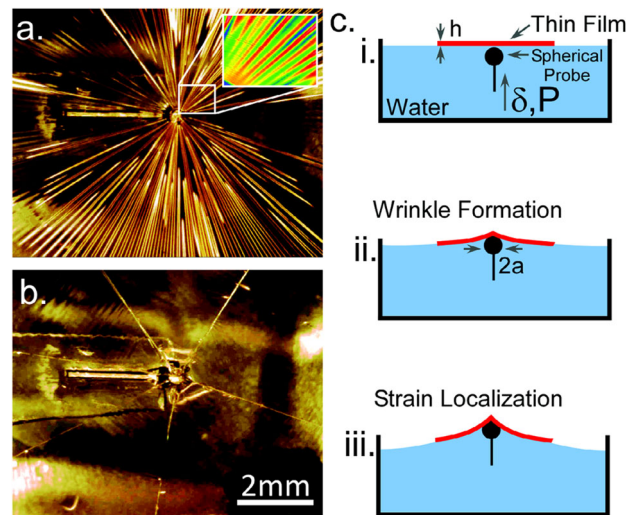 a.
b.
2mm
c.
i.
h
Thin Film
Spherical
Probe
δ,P
Water
Wrinkle Formation
ii.
2a
Strain Localization
iii.